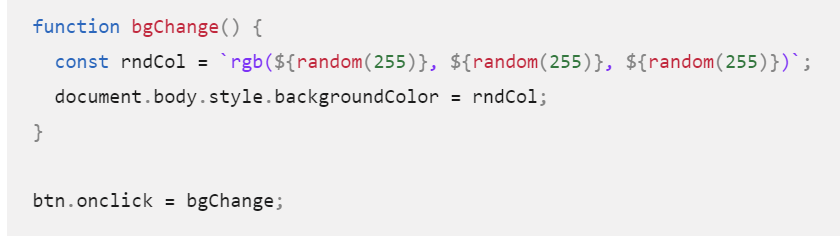 function bgChange() {
  const rndCol = `rgb(${random(255)}, ${random(255)}, ${random(255)})`;
  document.body.style.backgroundColor = rndCol;
}

btn.onclick = bgChange;